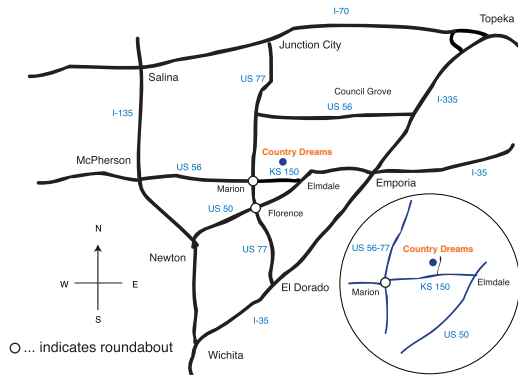 I-70
Topeka
Junction City
Salina
US 77
Council Grove
US 56
I-335
I-135
Country Dreams
McPherson
US 56
KS 150
I-35
Marion
Elmdale
Emporia
US 50
Florence
N
US 56-77
Country Dreams
Newton
US 77
W
E
El Dorado
Marion
KS 150
Elmdale
S
I-35
US 50
... indicates roundabout
Wichita